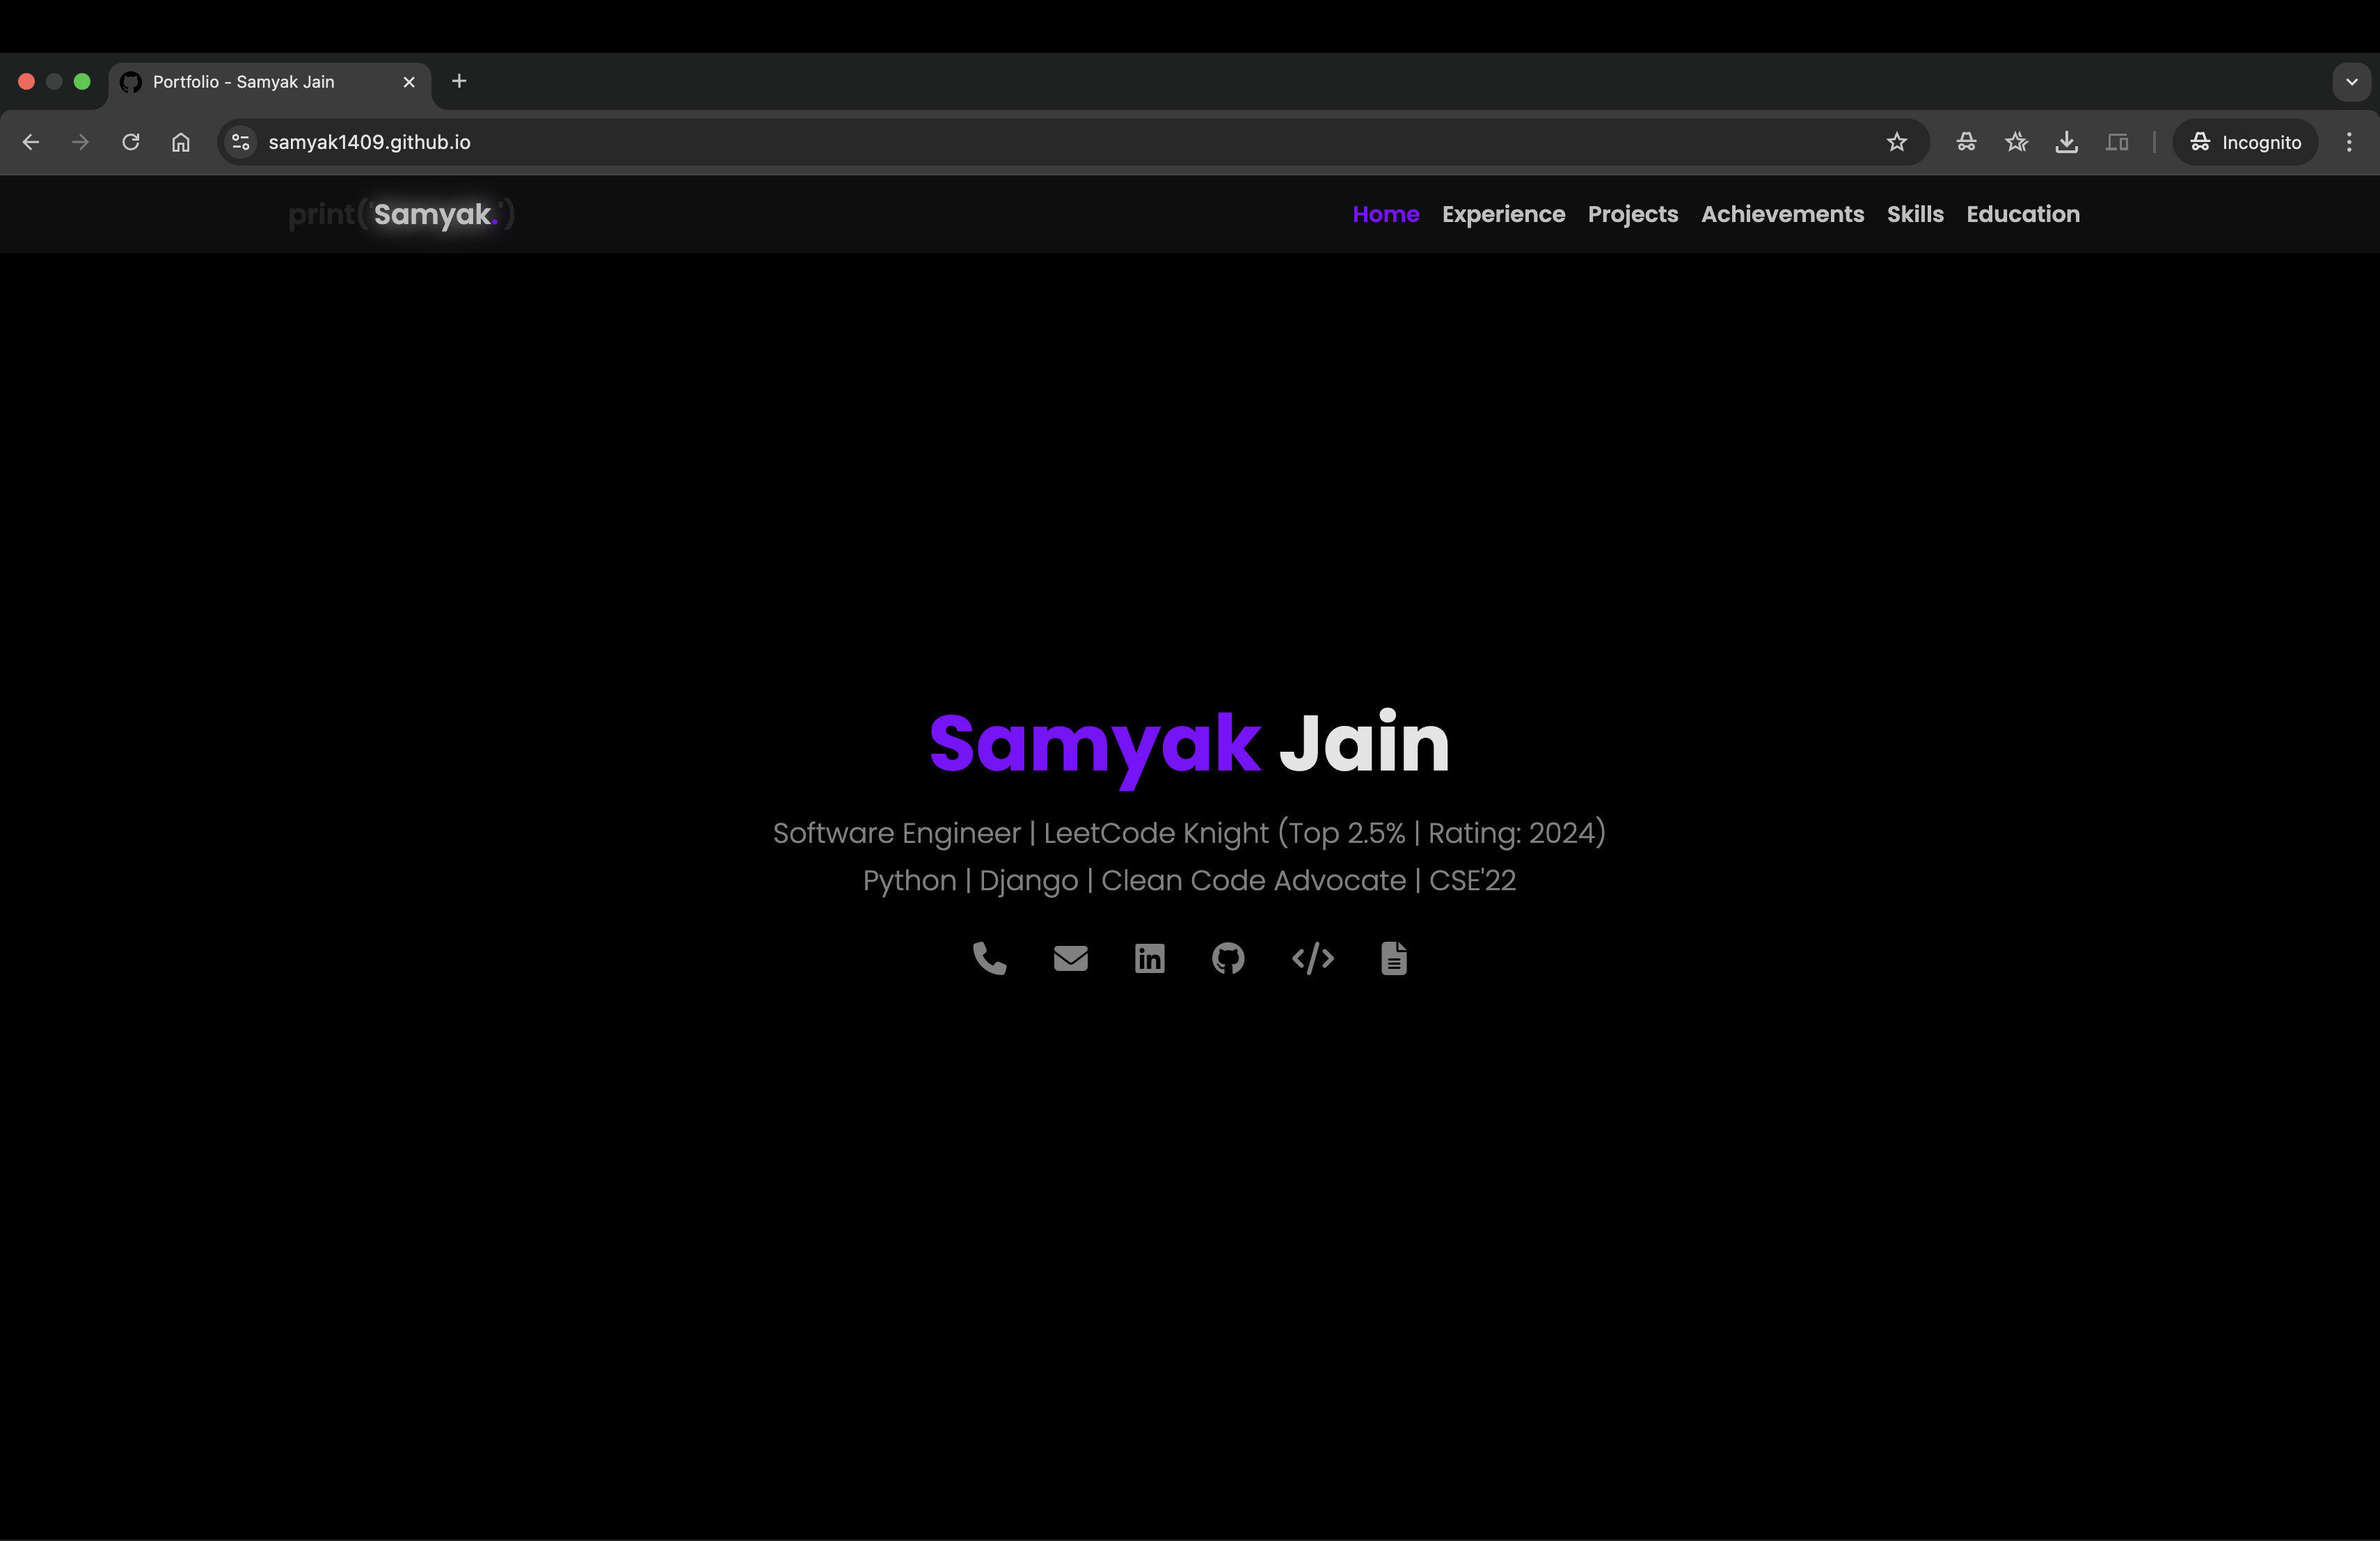 Portfolio - Samyak Jain
samyak1409.github.io
Incognito
print('Samyak.')
Home Experience Projects Achievements Skills Education
Samyak Jain
Software Engineer | LeetCode Knight (Top 2.5% | Rating: 2024)
Python | Django | Clean Code Advocate | CSE'22